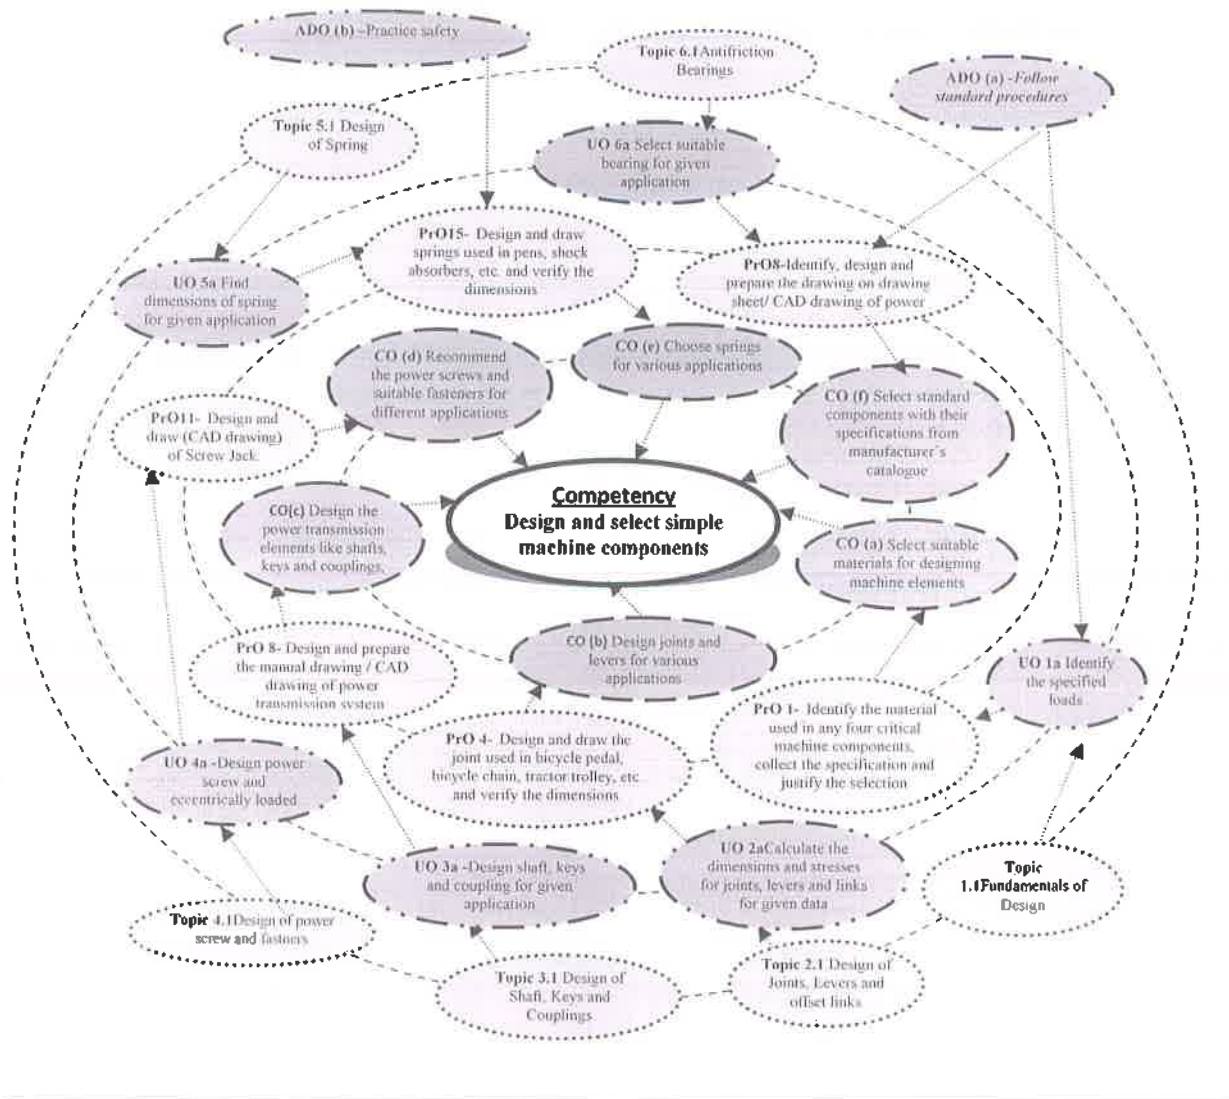 ADO (b) –Practice safety
Topic 6.1Antifriction
Bearings
ADO (a) -Follow
standard procedures
Topic 5.1 Design
of Spring
UO 6a Select suitable
bearing for given
application
PrO15- Design and draw
springs used in pens, shock
absorbers, etc. and verify the
dimensions
PrO8-Identify, design and
prepare the drawing on drawing
sheet/ CAD drawing of power
UO 5a Find
dimensions of spring
for given application
CO (d) Recommend
the power screws and
suitable fasteners for
different applications
CO (e) Choose springs
for various applications
CO (f) Select standard
components with their
specifications from
manufacturer's
catalogue
PrO11- Design and
draw (CAD drawing)
of Screw Jack.
Competency
Design and select simple
machine components
CO(c) Design the
power transmission
elements like shafts,
keys and couplings,
CO (a) Select suitable
materials for designing
machine elements
CO (b) Design joints and
levers for various
applications
PrO 8- Design and prepare
the manual drawing / CAD
drawing of power
transmission system
UO 1a Identify
the specified
loads
PrO 1- Identify the material
used in any four critical
machine components,
collect the specification and
justify the selection
PrO 4- Design and draw the
joint used in bicycle pedal,
bicycle chain, tractor trolley, etc
and verify the dimensions
UO 4a -Design power
screw and
eccentrically loaded
UO 3a -Design shaft, keys
and coupling for given
application
UO 2aCalculate the
dimensions and stresses
for joints, levers and links
for given data
Topic
1.1Fundamentals of
Design
Topic 4.1Design of power
screw and fastners
Topic 3.1 Design of
Shaft, Keys and
Couplings
Topic 2.1 Design of
Joints, Levers and
offset links